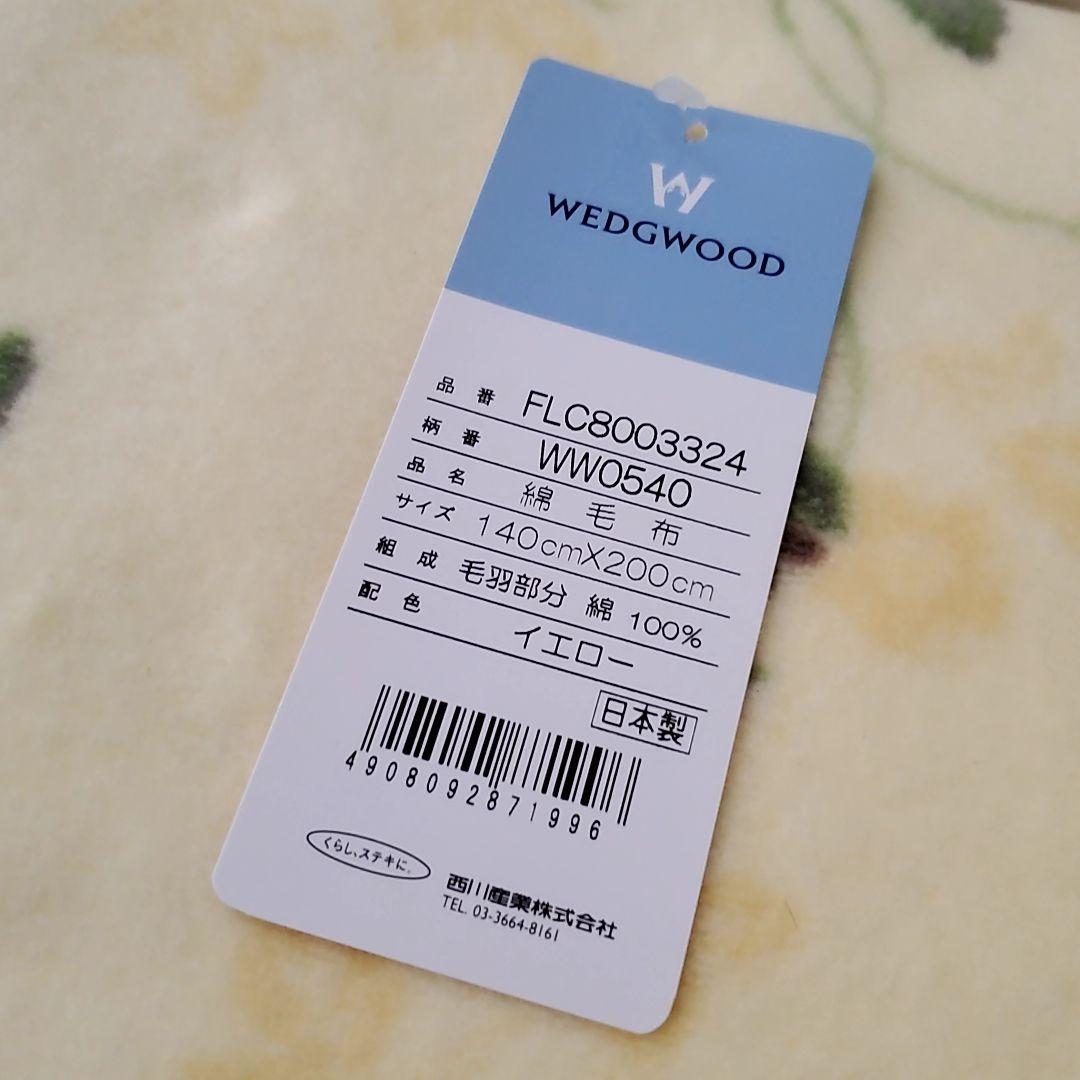 W
WEDGWOOD
品番 FLC8003324
柄番 WW0540
品名 綿毛布
サイズ 140cmX200cm
組成 毛羽部分 綿 100%
配色 イエロー
日本製
4908092871996
くらし、ステキに。
西川産業株式会社
TEL. 03-3664-8161